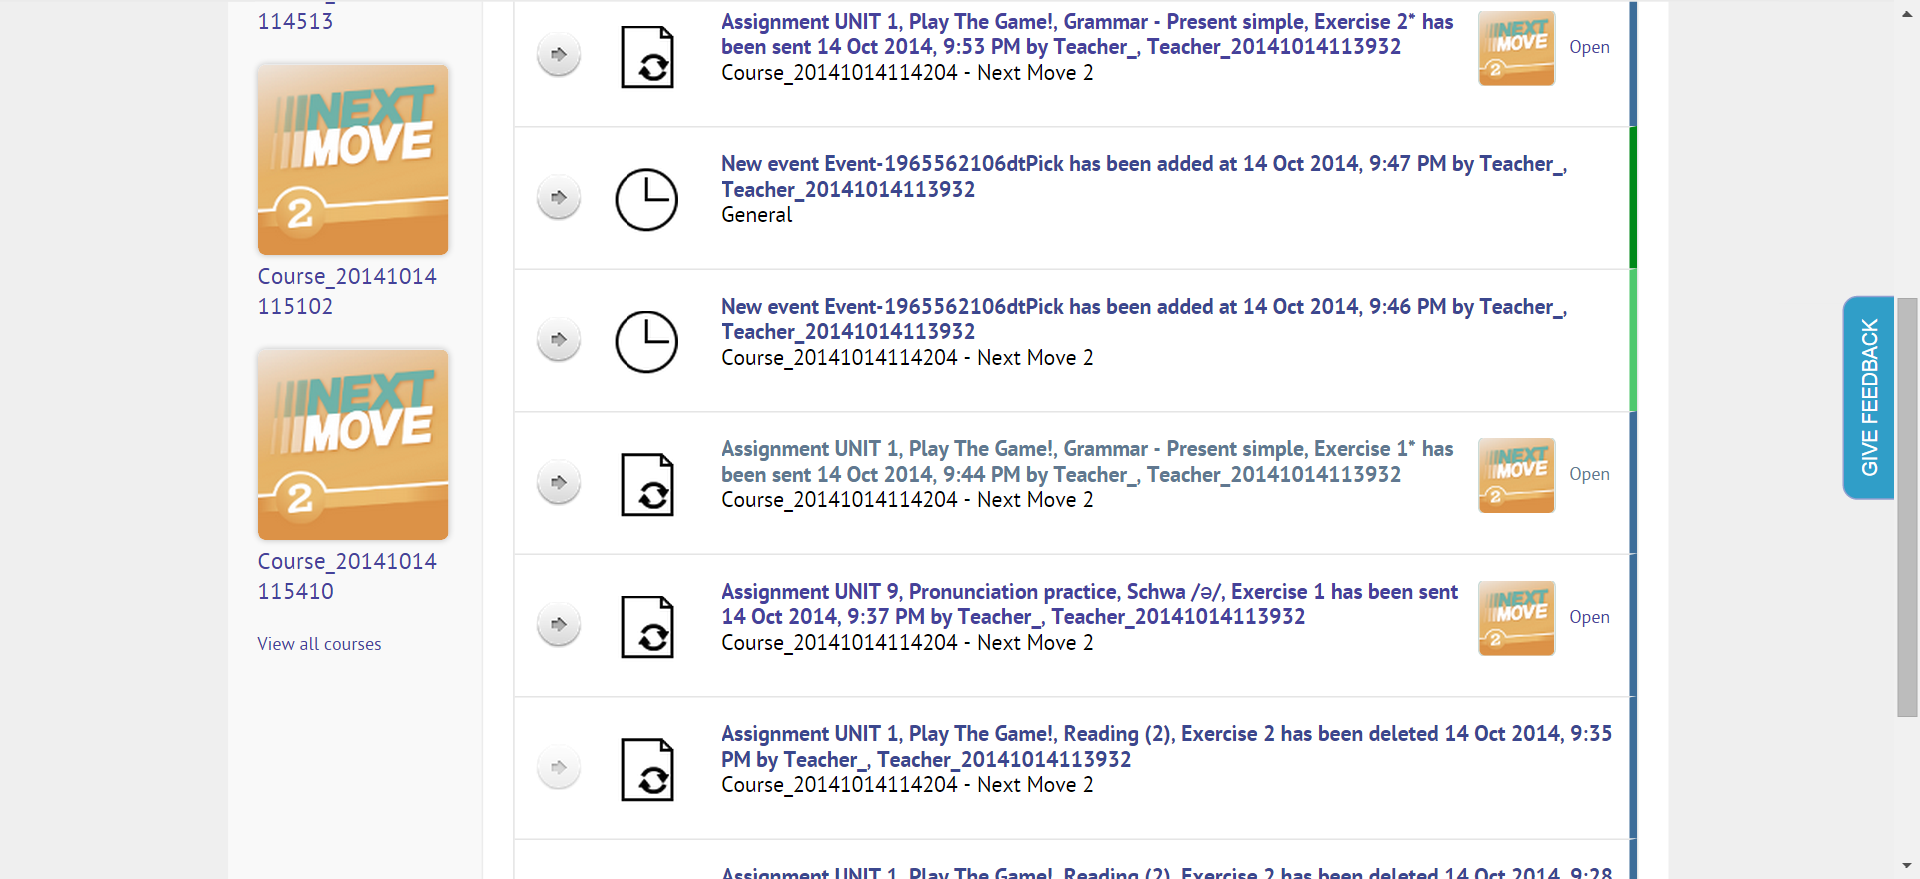 114513
NEXT
MOVE
2
Course_20141014
115102
NEXT
MOVE
2
Course_20141014
115410
View all courses
Assignment UNIT 1, Play The Game!, Grammar - Present simple, Exercise 2* has
been sent 14 Oct 2014, 9:53 PM by Teacher_, Teacher_20141014113932
Course_20141014114204 - Next Move 2
NEXT
MOVE
2
Open
New event Event-1965562106dtPick has been added at 14 Oct 2014, 9:47 PM by Teacher_,
Teacher_20141014113932
General
New event Event-1965562106dtPick has been added at 14 Oct 2014, 9:46 PM by Teacher_,
Teacher_20141014113932
Course_20141014114204 - Next Move 2
Assignment UNIT 1, Play The Game!, Grammar - Present simple, Exercise 1* has
been sent 14 Oct 2014, 9:44 PM by Teacher_, Teacher_20141014113932
Course_20141014114204 - Next Move 2
NEXT
MOVE
2
Open
Assignment UNIT 9, Pronunciation practice, Schwa /ə/, Exercise 1 has been sent
14 Oct 2014, 9:37 PM by Teacher_, Teacher_20141014113932
Course_20141014114204 - Next Move 2
NEXT
MOVE
2
Open
Assignment UNIT 1, Play The Game!, Reading (2), Exercise 2 has been deleted 14 Oct 2014, 9:35
PM by Teacher_, Teacher_20141014113932
Course_20141014114204 - Next Move 2
Assignment UNIT 1, Play The Game!, Reading (2), Exercise 2 has been deleted 14 Oct 2014, 9:28
GIVE FEEDBACK